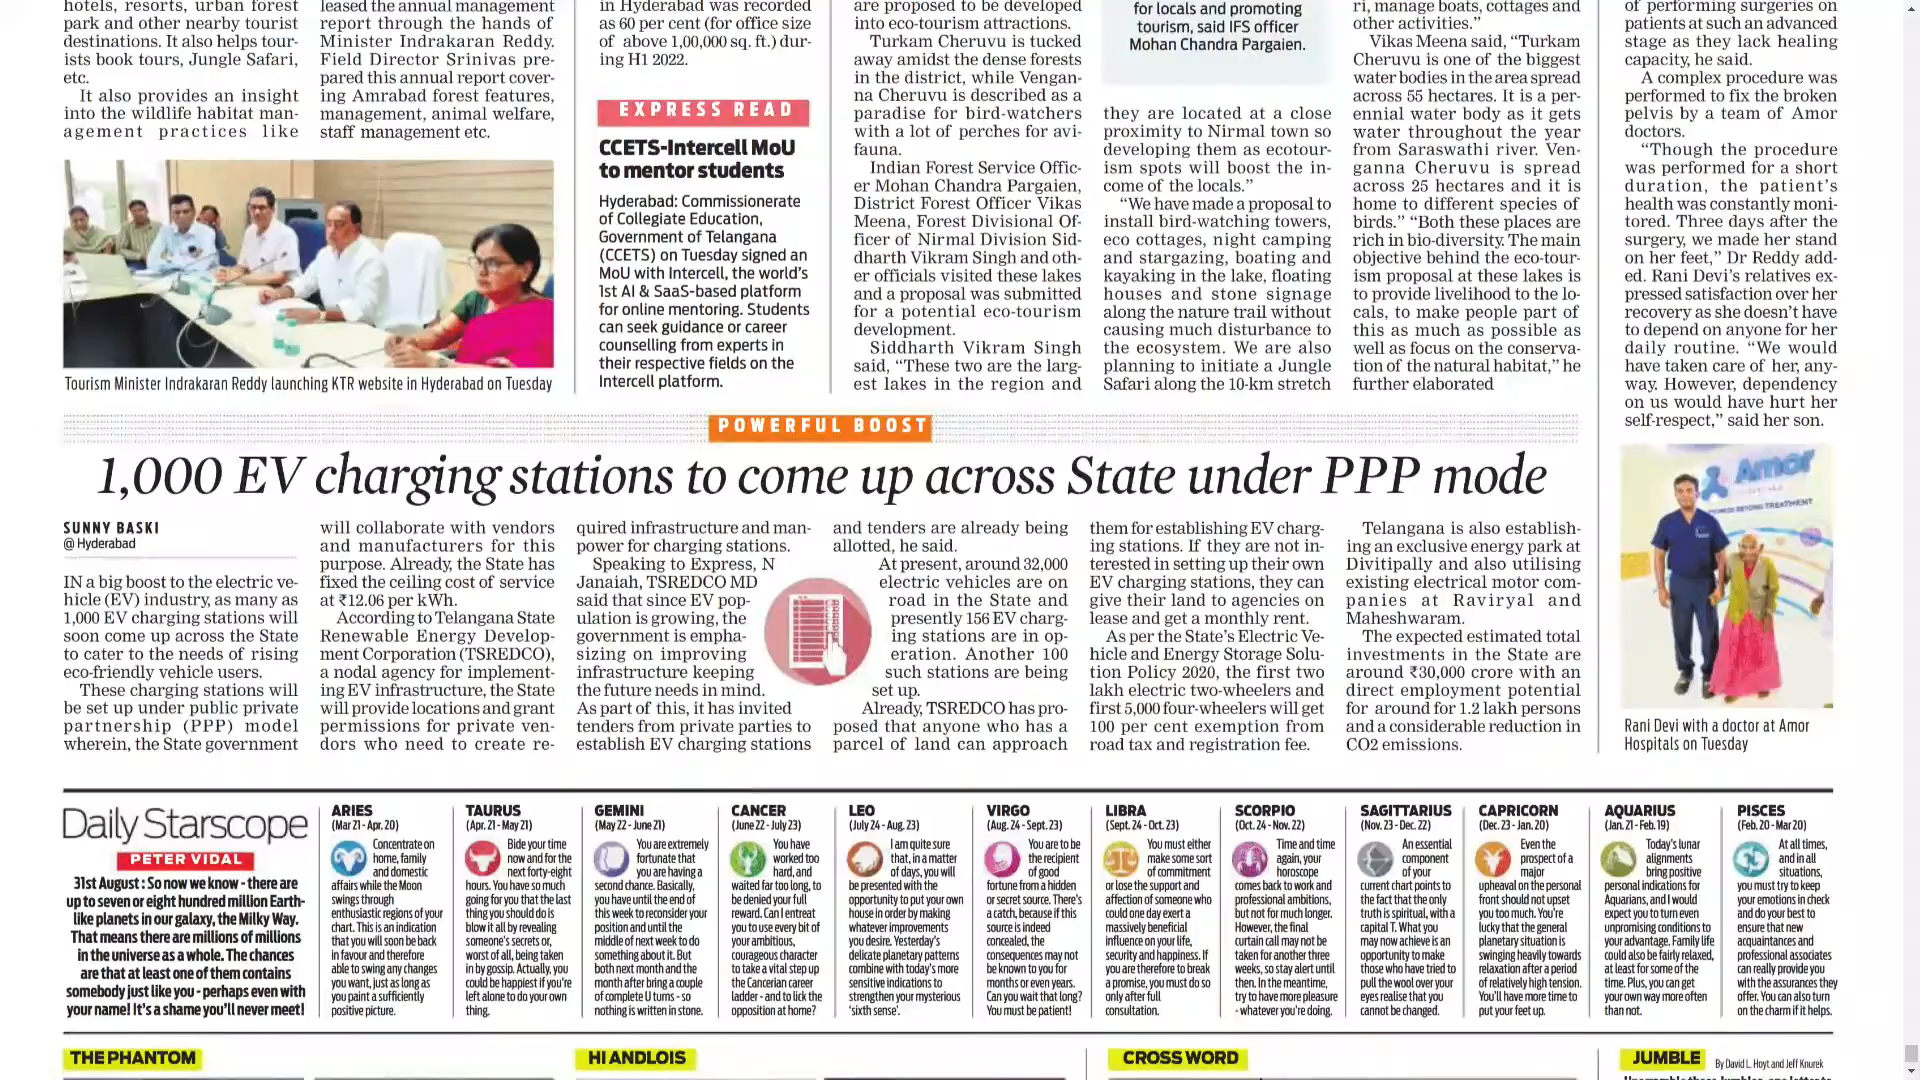 hotels, resorts, urban forest
park and other nearby tourist
destinations. It also helps tour-
ists book tours, Jungle Safari,
etc.
It also provides an insight
into the wildlife habitat man-
agement practices like
leased the annual management
report through the hands of
Minister Indrakaran Reddy.
Field Director Srinivas pre-
pared this annual report cover-
ing Amrabad forest features,
management, animal welfare,
staff management etc.
Tourism Minister Indrakaran Reddy launching KTR website in Hyderabad on Tuesday
in Hyderabad was recorded
as 60 per cent (for office size
of above 1,00,000 sq. ft.) dur-
ing H1 2022.
EXPRESS READ
CCETS-Intercell MoU
to mentor students
Hyderabad: Commissionerate
of Collegiate Education,
Government of Telangana
(CCETS) on Tuesday signed an
MoU with Intercell, the world's
1st AI & SaaS-based platform
for online mentoring. Students
can seek guidance or career
counselling from experts in
their respective fields on the
Intercell platform.
are proposed to be developed
into eco-tourism attractions.
Turkam Cheruvu is tucked
away amidst the dense forests
in the district, while Vengan-
na Cheruvu is described as a
paradise for bird-watchers
with a lot of perches for avi-
fauna.
Indian Forest Service Offic-
er Mohan Chandra Pargaien,
District Forest Officer Vikas
Meena, Forest Divisional Of-
ficer of Nirmal Division Sid-
dharth Vikram Singh and oth-
er officials visited these lakes
and a proposal was submitted
for a potential eco-tourism
development.
Siddharth Vikram Singh
said, "These two are the larg-
est lakes in the region and
for locals and promoting
tourism, said IFS officer
Mohan Chandra Pargaien.
they are located at a close
proximity to Nirmal town so
developing them as ecotour-
ism spots will boost the in-
come of the locals."
"We have made a proposal to
install bird-watching towers,
eco cottages, night camping
and stargazing, boating and
kayaking in the lake, floating
houses and stone signage
along the nature trail without
causing much disturbance to
the ecosystem. We are also
planning to initiate a Jungle
Safari along the 10-km stretch
ri, manage boats, cottages and
other activities."
Vikas Meena said, "Turkam
Cheruvu is one of the biggest
water bodies in the area spread
across 55 hectares. It is a per-
ennial water body as it gets
water throughout the year
from Saraswathi river. Ven-
ganna Cheruvu is spread
across 25 hectares and it is
home to different species of
birds." "Both these places are
rich in bio-diversity. The main
objective behind the eco-tour-
ism proposal at these lakes is
to provide livelihood to the lo-
cals, to make people part of
this as much as possible as
well as focus on the conserva-
tion of the natural habitat," he
further elaborated
of performing surgeries on
patients at such an advanced
stage as they lack healing
capacity, he said.
A complex procedure was
performed to fix the broken
pelvis by a team of Amor
doctors.
"Though the procedure
was performed for a short
duration, the patient's
health was constantly moni-
tored. Three days after the
surgery, we made her stand
on her feet," Dr Reddy add-
ed. Rani Devi's relatives ex-
pressed satisfaction over her
recovery as she doesn't have
to depend on anyone for her
daily routine. "We would
have taken care of her, any-
way. However, dependency
on us would have hurt her
self-respect," said her son.
Amor
Rani Devi with a doctor at Amor
Hospitals on Tuesday
POWERFUL BOOST
1,000 EV charging stations to come up across State under PPP mode
SUNNY BASKI
@ Hyderabad
IN a big boost to the electric ve-
hicle (EV) industry, as many as
1,000 EV charging stations will
soon come up across the State
to cater to the needs of rising
eco-friendly vehicle users.
These charging stations will
be set up under public private
partnership (PPP) model
wherein, the State government
will collaborate with vendors
and manufacturers for this
purpose. Already, the State has
fixed the ceiling cost of service
at ₹12.06 per kWh.
According to Telangana State
Renewable Energy Develop-
ment Corporation (TSREDCO),
a nodal agency for implement-
ing EV infrastructure, the State
will provide locations and grant
permissions for private ven-
dors who need to create re-
quired infrastructure and man-
power for charging stations.
Speaking to Express, N
Janaiah, TSREDCO MD
said that since EV pop-
ulation is growing, the
government is empha-
sizing on improving
infrastructure keeping
the future needs in mind.
As part of this, it has invited
tenders from private parties to
establish EV charging stations
and tenders are already being
allotted, he said.
At present, around 32,000
electric vehicles are on
road in the State and
presently 156 EV charg-
ing stations are in op-
eration. Another 100
such stations are being
set up.
Already, TSREDCO has pro-
posed that anyone who has a
parcel of land can approach
them for establishing EV charg-
ing stations. If they are not in-
terested in setting up their own
EV charging stations, they can
give their land to agencies on
lease and get a monthly rent.
As per the State's Electric Ve-
hicle and Energy Storage Solu-
tion Policy 2020, the first two
lakh electric two-wheelers and
first 5,000 four-wheelers will get
100 per cent exemption from
road tax and registration fee.
Telangana is also establish-
ing an exclusive energy park at
Divitipally and also utilising
existing electrical motor com-
panies at Raviryal and
Maheshwaram.
The expected estimated total
investments in the State are
around ₹30,000 crore with an
direct employment potential
for around for 1.2 lakh persons
and a considerable reduction in
CO2 emissions.
Daily Starscope
PETER VIDAL
31st August : So now we know - there are
up to seven or eight hundred million Earth-
like planets in our galaxy, the Milky Way.
That means there are millions of millions
in the universe as a whole. The chances
are that at least one of them contains
somebody just like you - perhaps even with
your name! It's a shame you'll never meet!
ARIES
(Mar 21 - Apr. 20)
Concentrate on
home, family
and domestic
affairs while the Moon
swings through
enthusiastic regions of your
chart. This is an indication
that you will soon be back
in favour and therefore
able to swing any changes
you want, just as long as
you paint a sufficiently
positive picture.
TAURUS
(Apr. 21 - May 21)
Bide your time
now and for the
next forty-eight
hours. You have so much
going for you that the last
thing you should do is
blow it all by revealing
someone's secrets or,
worst of all, being taken
in by gossip. Actually, you
could be happiest if you're
left alone to do your own
thing.
GEMINI
(May 22 - June 21)
You are extremely
fortunate that
you are having a
second chance. Basically,
you have until the end of
this week to reconsider your
position and until the
middle of next week to do
something about it. But
both next month and the
month after bring a couple
of complete U turns - so
nothing is written in stone.
CANCER
(June 22 - July 23)
You have
worked too
hard, and
waited far too long, to
be denied your full
reward. Can I entreat
you to use every bit of
your ambitious,
courageous character
to take a vital step up
the Cancerian career
ladder - and to lick the
opposition at home?
LEO
(July 24 - Aug. 23)
I am quite sure
that, in a matter
of days, you will
be presented with the
opportunity to put your own
house in order by making
whatever improvements
you desire. Yesterday's
delicate planetary patterns
combine with today's more
sensitive indications to
strengthen your mysterious
'sixth sense'.
VIRGO
(Aug. 24 - Sept. 23)
You are to be
the recipient
of good
fortune from a hidden
or secret source. There's
a catch, because if this
source is indeed
concealed, the
consequences may not
be known to you for
months or even years.
Can you wait that long?
You must be patient!
LIBRA
(Sept. 24 - Oct. 23)
You must either
make some sort
of commitment
or lose the support and
affection of someone who
could one day exert a
massively beneficial
influence on your life,
security and happiness. If
you are therefore to break
a promise, you must do so
only after full
consultation.
SCORPIO
(Oct. 24 - Nov. 22)
Time and time
again, your
horoscope
comes back to work and
professional ambitions,
but not for much longer.
However, the final
curtain call may not be
taken for another three
weeks, so stay alert until
then. In the meantime,
try to have more pleasure
- whatever you're doing.
SAGITTARIUS
(Nov. 23 - Dec. 22)
An essential
component
of your
current chart points to
the fact that the only
truth is spiritual, with a
capital T. What you
may now achieve is an
opportunity to make
those who have tried to
pull the wool over your
eyes realise that you
cannot be changed.
CAPRICORN
(Dec. 23 - Jan. 20)
Even the
prospect of a
major
upheaval on the personal
front should not upset
you too much. You're
lucky that the general
planetary situation is
swinging heavily towards
relaxation after a period
of relatively high tension.
You'll have more time to
put your feet up.
AQUARIUS
(Jan. 21 - Feb. 19)
Today's lunar
alignments
bring positive
personal indications for
Aquarians, and I would
expect you to turn even
unpromising conditions to
your advantage. Family life
could also be fairly relaxed,
at least for some of the
time. Plus, you can get
your own way more often
than not.
PISCES
(Feb. 20 - Mar 20)
At all times,
and in all
situations,
you must try to keep
your emotions in check
and do your best to
ensure that new
acquaintances and
professional associates
can really provide you
with the assurances they
offer. You can also turn
on the charm if it helps.
THE PHANTOM
HI AND LOIS
CROSS WORD
JUMBLE
By David L. Hoyt and Jeff Knurek